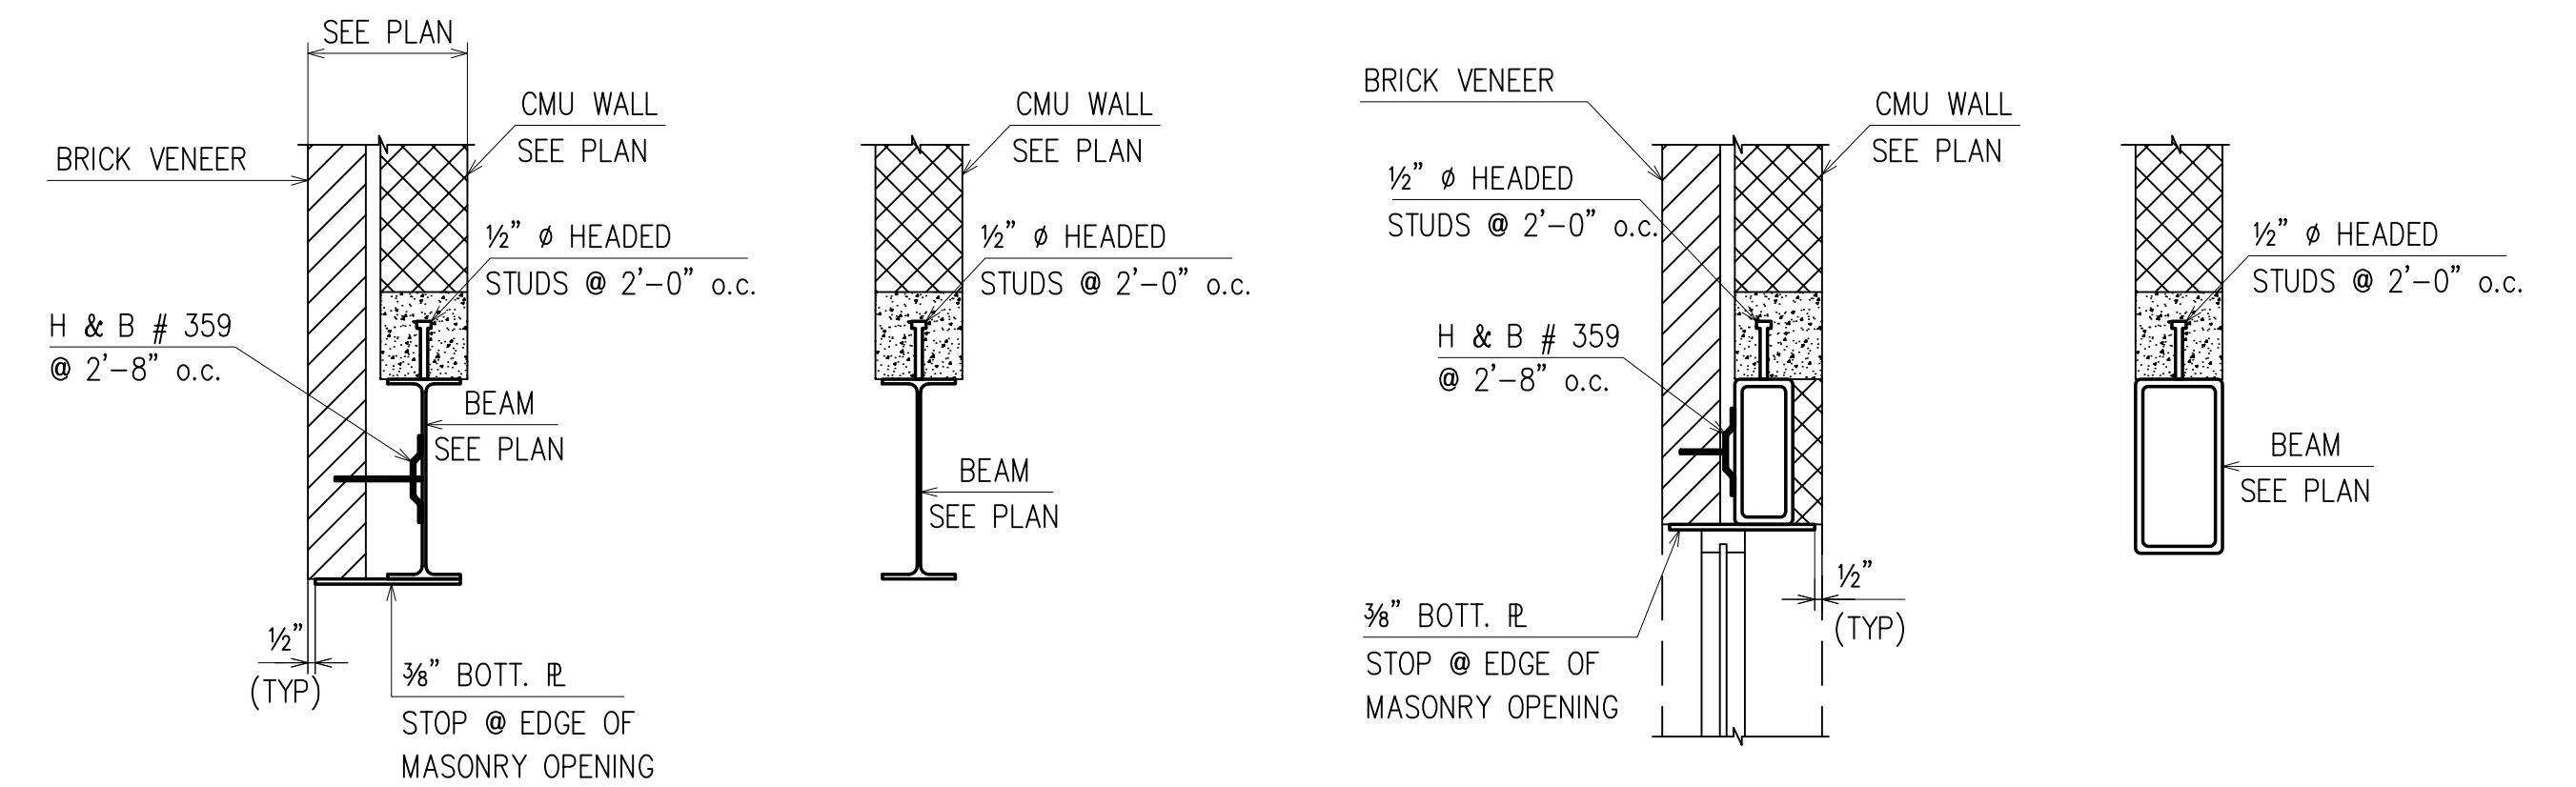 SEE PLAN
CMU WALL
SEE PLAN
BRICK VENEER
½” ø HEADED
STUDS @ 2'-0” o.c.
H & B # 359
@ 2'-8” o.c.
BEAM
SEE PLAN
½”
(TYP)
⅜” BOTT. ℄
STOP @ EDGE OF
MASONRY OPENING
CMU WALL
SEE PLAN
½” ø HEADED
STUDS @ 2'-0” o.c.
BEAM
SEE PLAN
BRICK VENEER
CMU WALL
SEE PLAN
½” ø HEADED
STUDS @ 2'-0” o.c.
H & B # 359
@ 2'-8” o.c.
½”
(TYP)
⅜” BOTT. ℄
STOP @ EDGE OF
MASONRY OPENING
½” ø HEADED
STUDS @ 2'-0” o.c.
BEAM
SEE PLAN